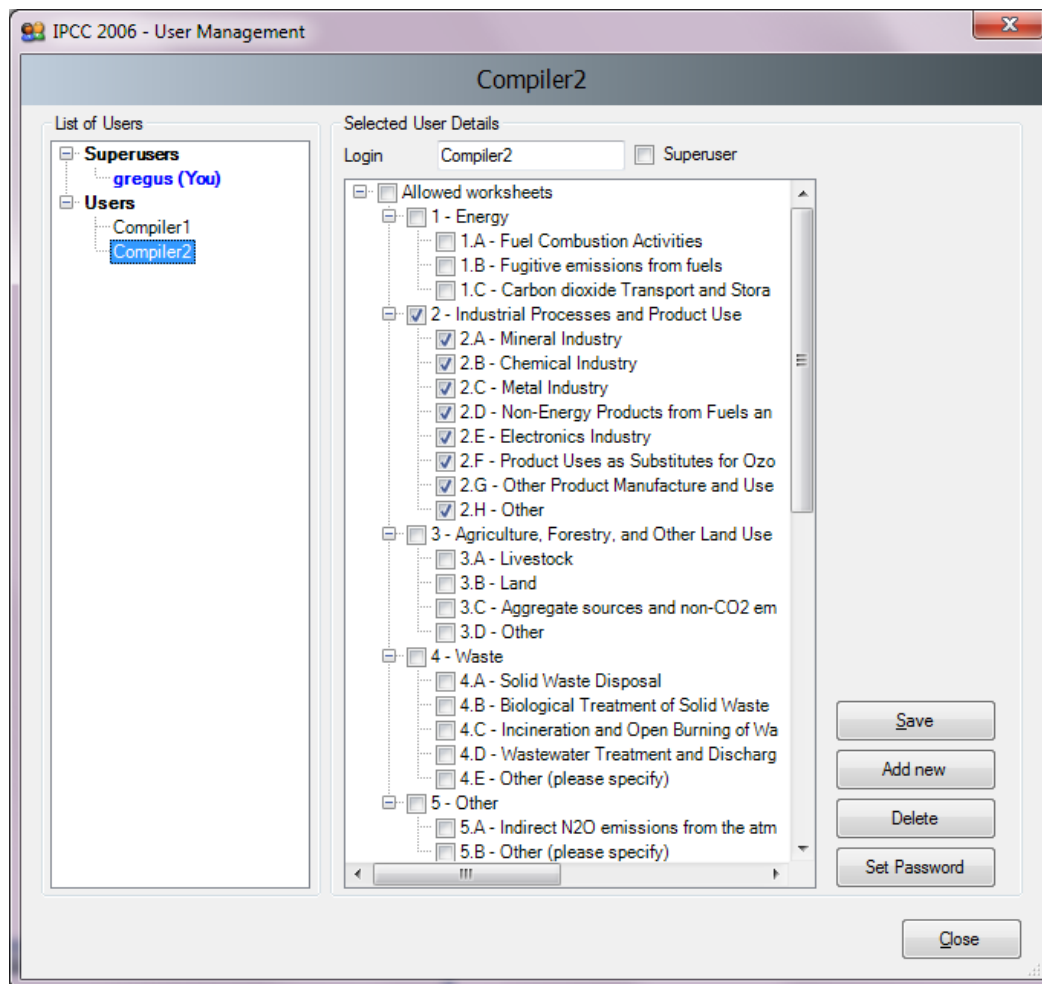 IPCC 2006 - User Management
Compiler2
List of Users
Superusers
gregus (You)
Users
Compiler1
Compiler2
Selected User Details
Login Compiler2 Superuser
Allowed worksheets
1 - Energy
1.A - Fuel Combustion Activities
1.B - Fugitive emissions from fuels
1.C - Carbon dioxide Transport and Stora
2 - Industrial Processes and Product Use
2.A - Mineral Industry
2.B - Chemical Industry
2.C - Metal Industry
2.D - Non-Energy Products from Fuels an
2.E - Electronics Industry
2.F - Product Uses as Substitutes for Ozo
2.G - Other Product Manufacture and Use
2.H - Other
3 - Agriculture, Forestry, and Other Land Use
3.A - Livestock
3.B - Land
3.C - Aggregate sources and non-CO2 em
3.D - Other
4 - Waste
4.A - Solid Waste Disposal
4.B - Biological Treatment of Solid Waste
4.C - Incineration and Open Burning of Wa
4.D - Wastewater Treatment and Discharg
4.E - Other (please specify)
5 - Other
5.A - Indirect N2O emissions from the atm
5.B - Other (please specify)
Save
Add new
Delete
Set Password
Close